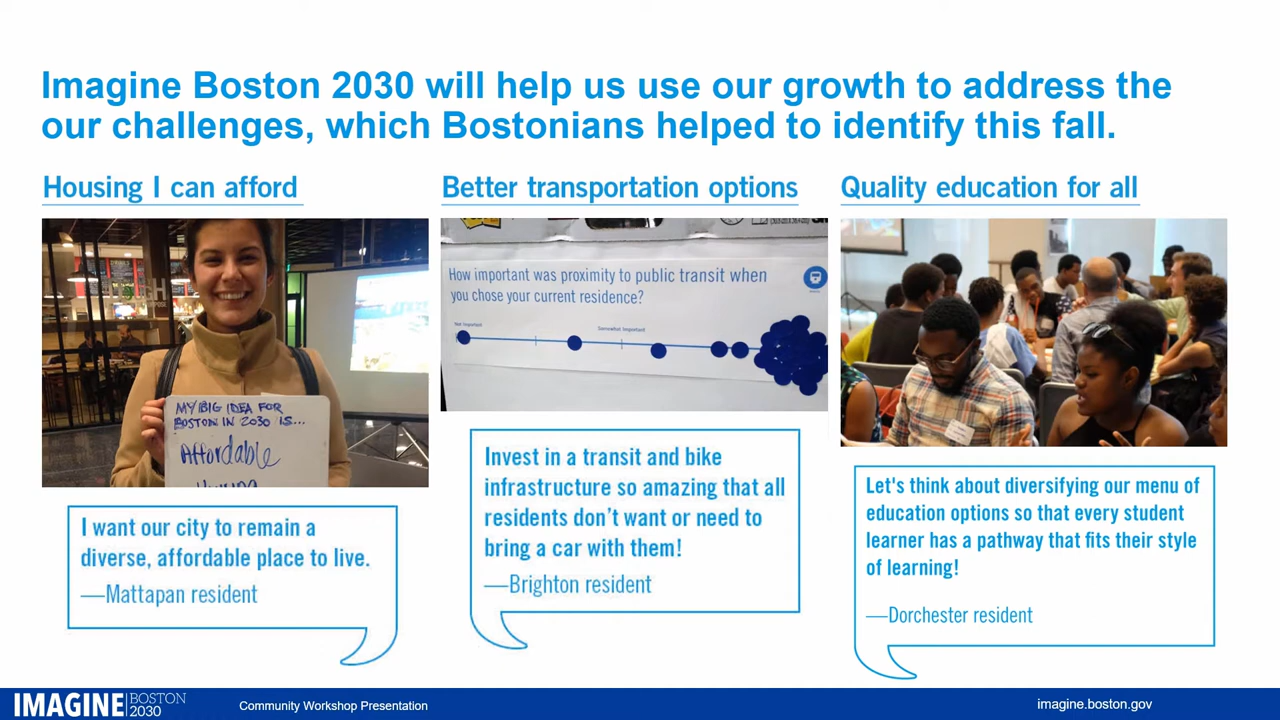 Imagine Boston 2030 will help us use our growth to address the
our challenges, which Bostonians helped to identify this fall.
Housing I can afford
MY BIG IDEA FOR
BOSTON IN 2030 IS...
Affordable
I want our city to remain a
diverse, affordable place to live.
—Mattapan resident
Better transportation options
How important was proximity to public transit when
you chose your current residence?
Not Important
Somewhat Important
Invest in a transit and bike
infrastructure so amazing that all
residents don't want or need to
bring a car with them!
—Brighton resident
Quality education for all
Let's think about diversifying our menu of
education options so that every student
learner has a pathway that fits their style
of learning!
—Dorchester resident
IMAGINE BOSTON
2030
Community Workshop Presentation
imagine.boston.gov